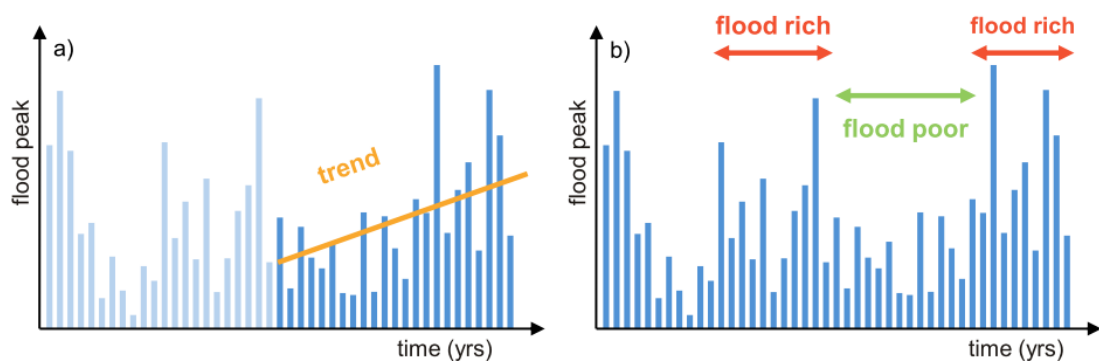 a)
flood peak
trend
time (yrs)
b)
flood peak
flood rich
flood poor
flood rich
time (yrs)